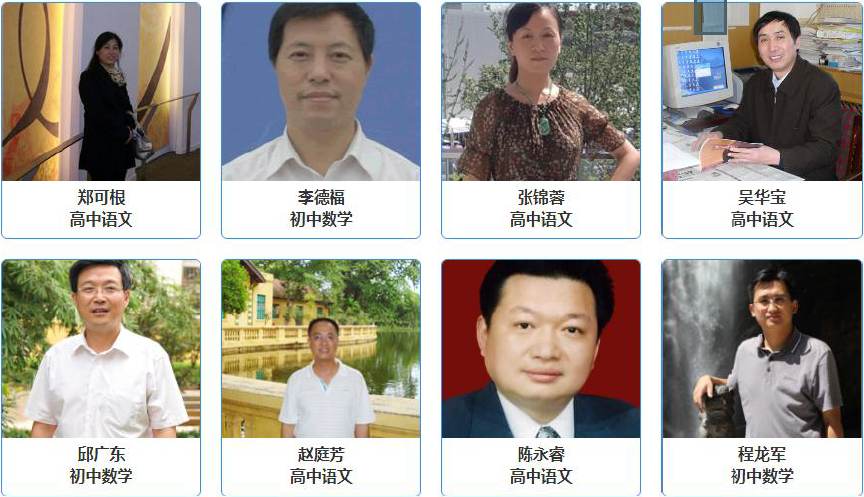 郑可根
高中语文
李德福
初中数学
张锦蓉
高中语文
吴华宝
高中语文
邱广东
初中数学
赵庭芳
高中语文
陈永睿
高中语文
程龙军
初中数学